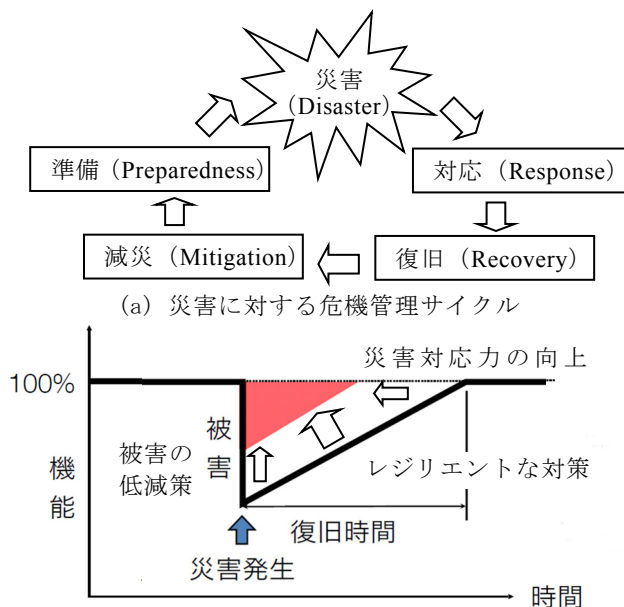 災害
(Disaster)
準備（Preparedness）
対応（Response）
減災（Mitigation）
復旧（Recovery）
(a) 災害に対する危機管理サイクル
災害対応力の向上
100%
被害
被害の
低減策
レジリエントな対策
機能
復旧時間
災害発生
時間